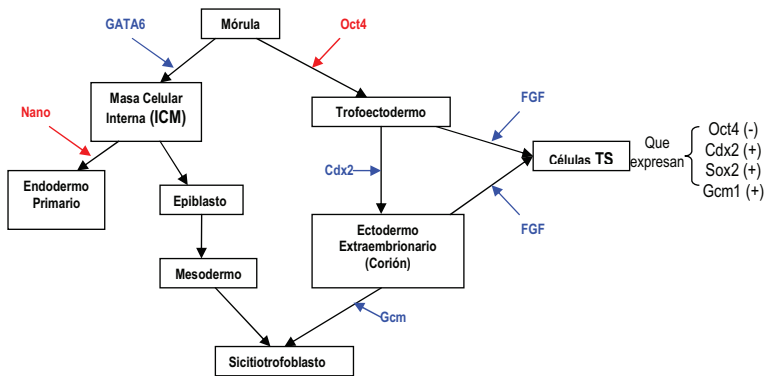 GATA6
Mórula
Oct4
Nano
Masa Celular
Interna (ICM)
Trofoectodermo
FGF
Células TS
Que
expresan
Oct4 (-)
Cdx2 (+)
Sox2 (+)
Gcm1 (+)
Endodermo
Primario
Epiblasto
Cdx2
FGF
Ectodermo
Extraembrionario
(Corión)
Mesodermo
Gcm
Sicitiotrofoblasto